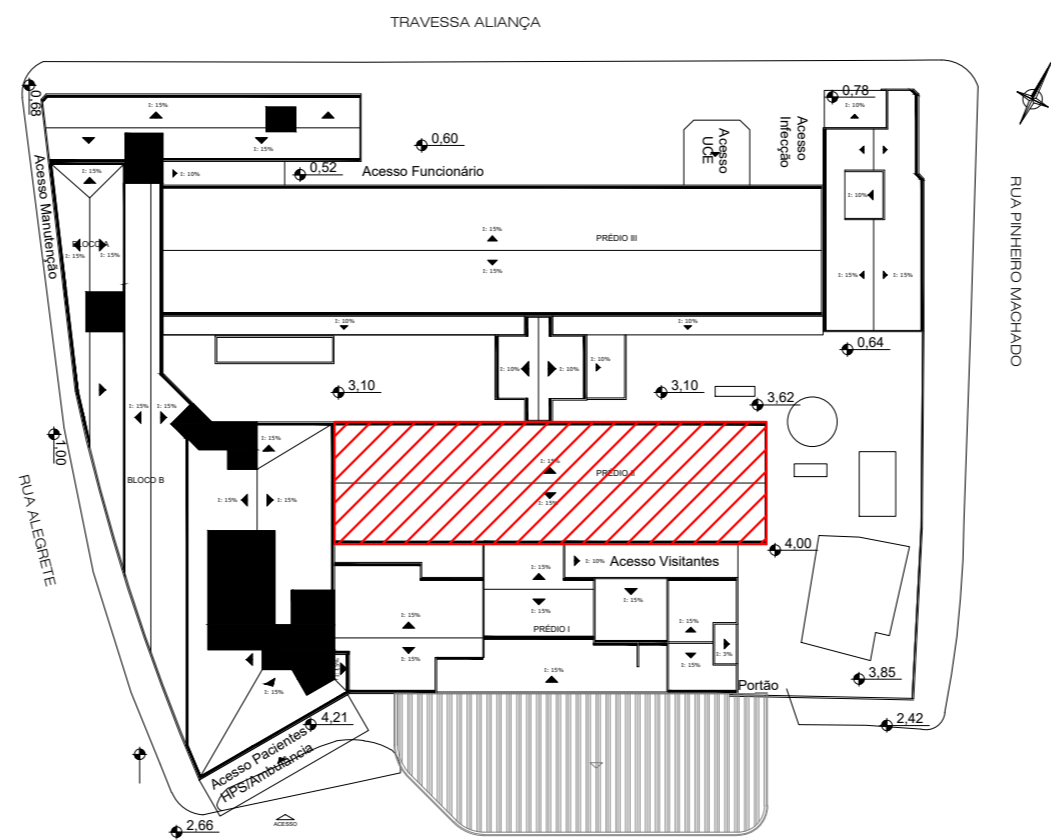 TRAVESSA ALIANÇA
0,68
I: 15%
I: 15%
0,60
0,78
I: 10%
Acesso
Infecção
Acesso
UCE
0,52
Acesso Funcionário
I: 10%
I: 15%
Acesso Manutenção
BLOCO A
I: 15%
I: 15%
I: 15%
PRÉDIO III
I: 15%
I: 10%
I: 15%
I: 15%
RUA PINHEIRO MACHADO
I: 10%
I: 10%
0,64
I: 10%
I: 10%
I: 10%
3,10
3,10
3,62
I: 15%
I: 15%
1,00
I: 15%
BLOCO B
I: 15%
I: 15%
I: 15%
PRÉDIO II
I: 15%
RUA ALEGRETE
4,00
I: 10%
Acesso Visitantes
I: 15%
I: 15%
I: 15%
I: 15%
I: 15%
PRÉDIO I
I: 15%
I: 15%
I: 3%
I: 15%
I: 15%
I: 15%
Portão
3,85
2,42
4,21
Acesso Pacientes
HPS/Ambulância
ACESSO
2,66